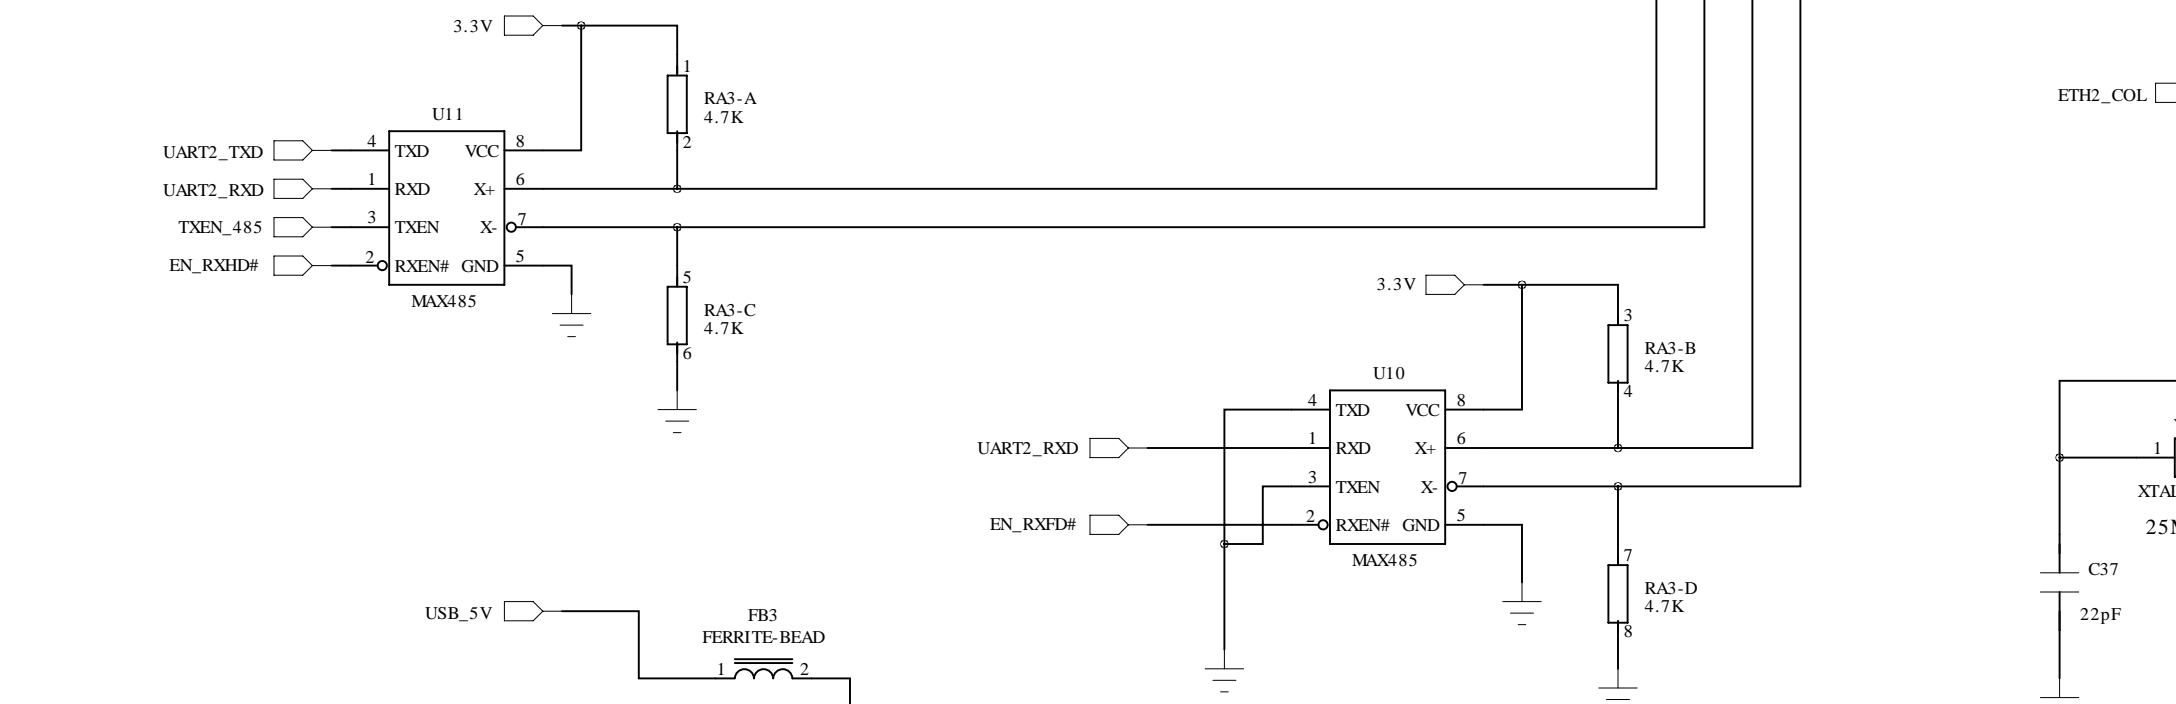 3.3V
1
RA3-A
4.7K
2
U11
UART2_TXD 4 TXD VCC 8
UART2_RXD 1 RXD X+ 6
TXEN_485 3 TXEN X- 7
EN_RXHD# 2 RXEN# GND 5
MAX485
5
RA3-C
4.7K
6
3.3V
3
RA3-B
4.7K
4
U10
4 TXD VCC 8
UART2_RXD 1 RXD X+ 6
3 TXEN X- 7
EN_RXFD# 2 RXEN# GND 5
MAX485
7
RA3-D
4.7K
8
USB_5V
FB3
FERRITE-BEAD
1 2
ETH2_COL
1
XTAL
25M
C37
22pF